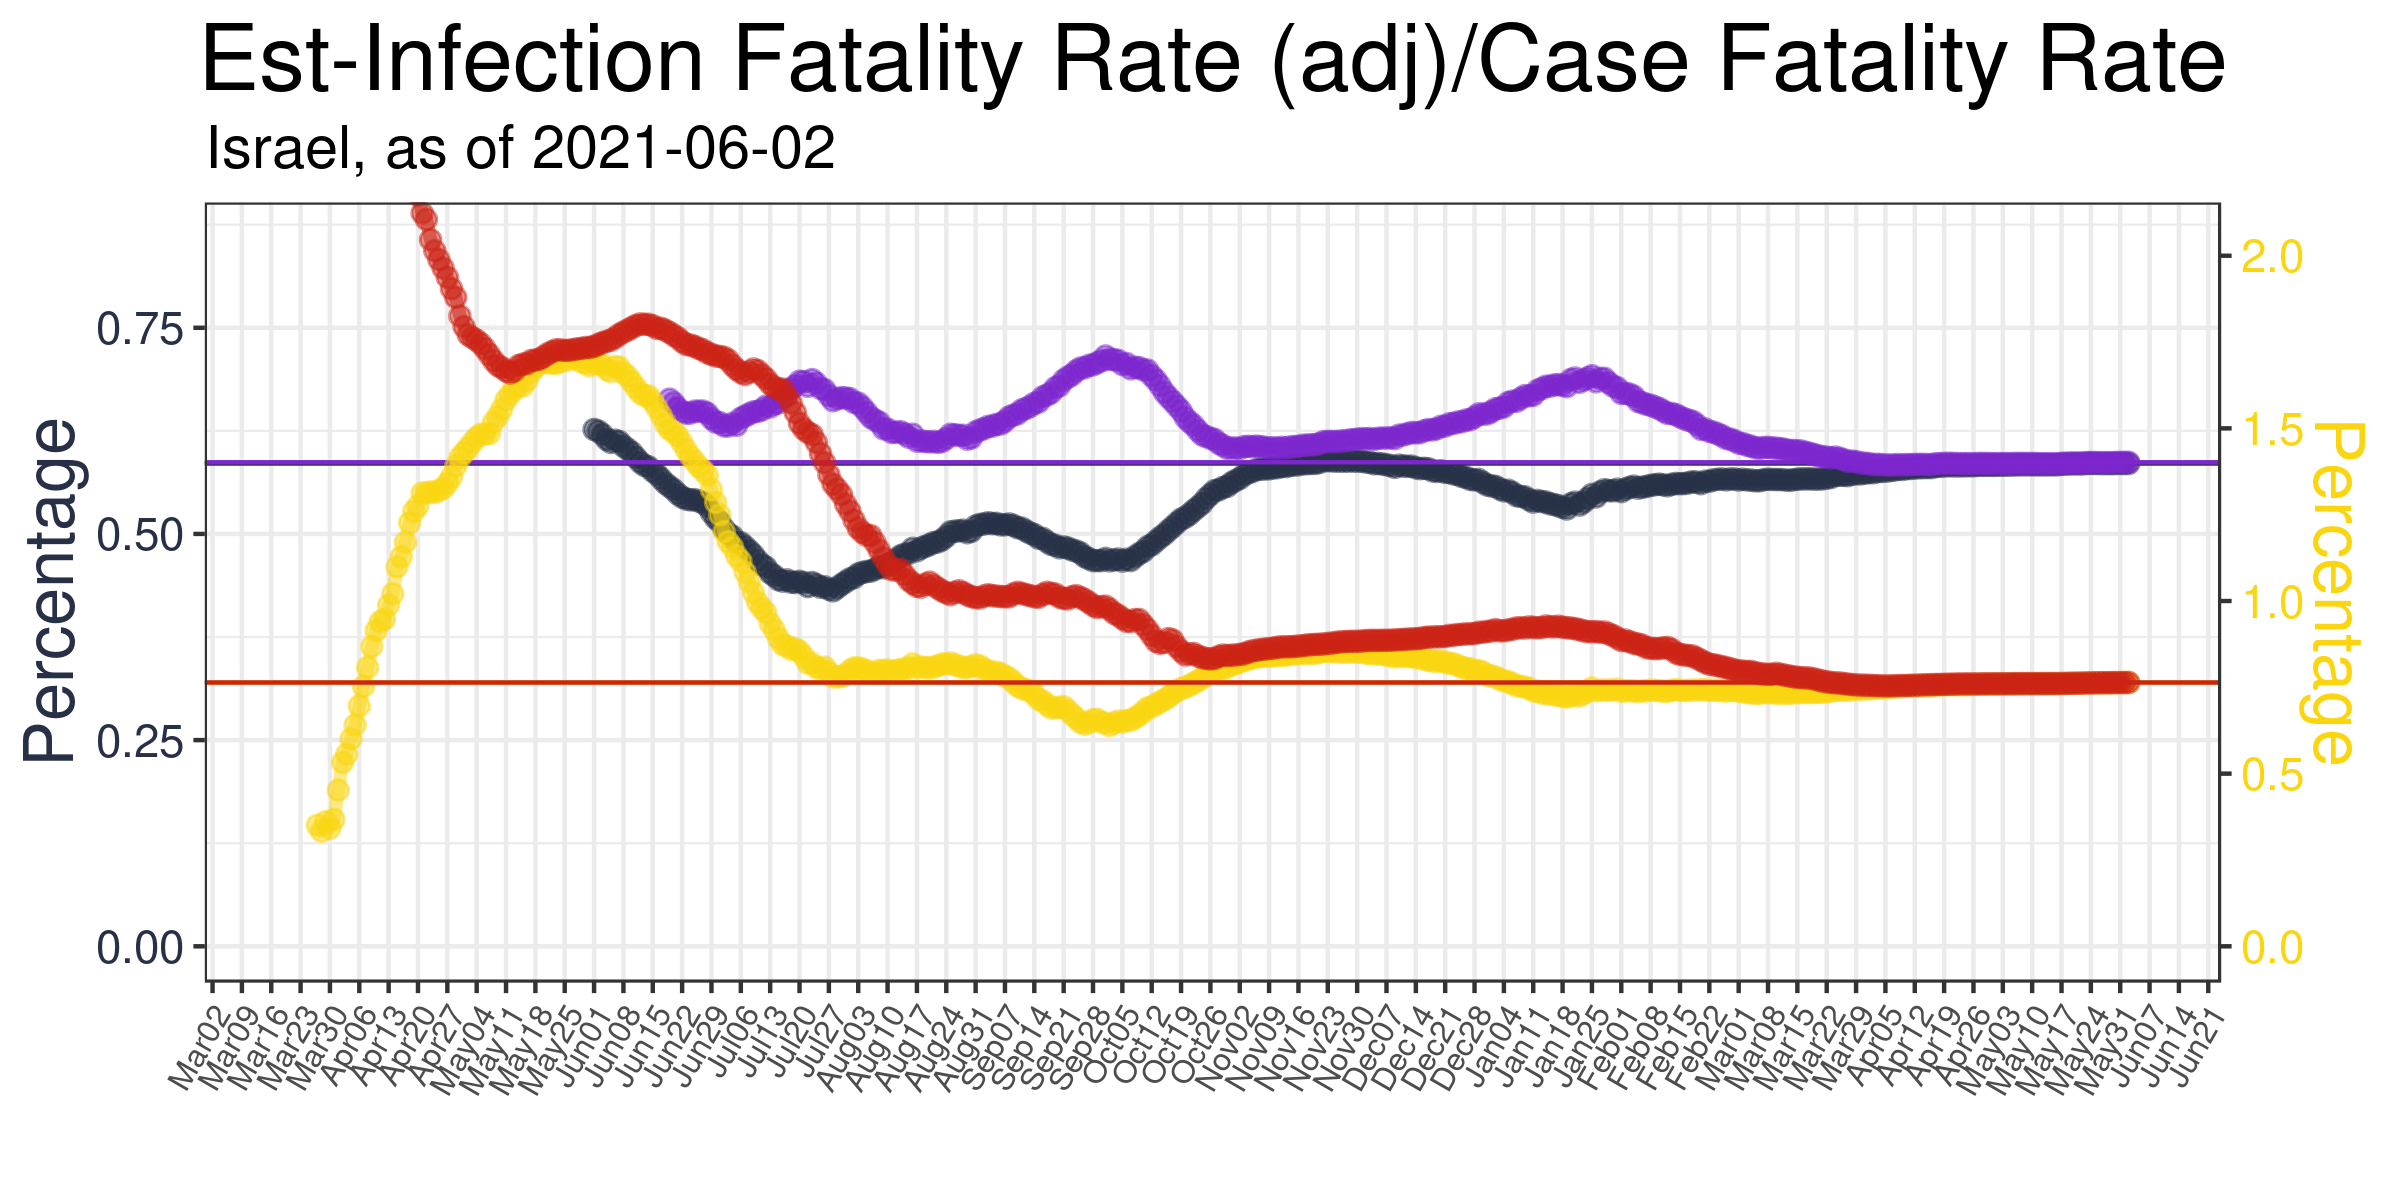 Est-Infection Fatality Rate (adj)/Case Fatality Rate
Israel, as of 2021-06-02
Percentage
0.75
0.50
0.25
0.00
2.0
1.5
1.0
0.5
0.0
Percentage
Mar02
Mar09
Mar16
Mar23
Mar30
Apr06
Apr13
Apr20
Apr27
May04
May11
May18
May25
Jun01
Jun08
Jun15
Jun22
Jun29
Jul06
Jul13
Jul20
Jul27
Aug03
Aug10
Aug17
Aug24
Aug31
Sep07
Sep14
Sep21
Sep28
Oct05
Oct12
Oct19
Oct26
Nov02
Nov09
Nov16
Nov23
Nov30
Dec07
Dec14
Dec21
Dec28
Jan04
Jan11
Jan18
Jan25
Feb01
Feb08
Feb15
Feb22
Mar01
Mar08
Mar15
Mar22
Mar29
Apr05
Apr12
Apr19
Apr26
May03
May10
May17
May24
May31
Jun07
Jun14
Jun21